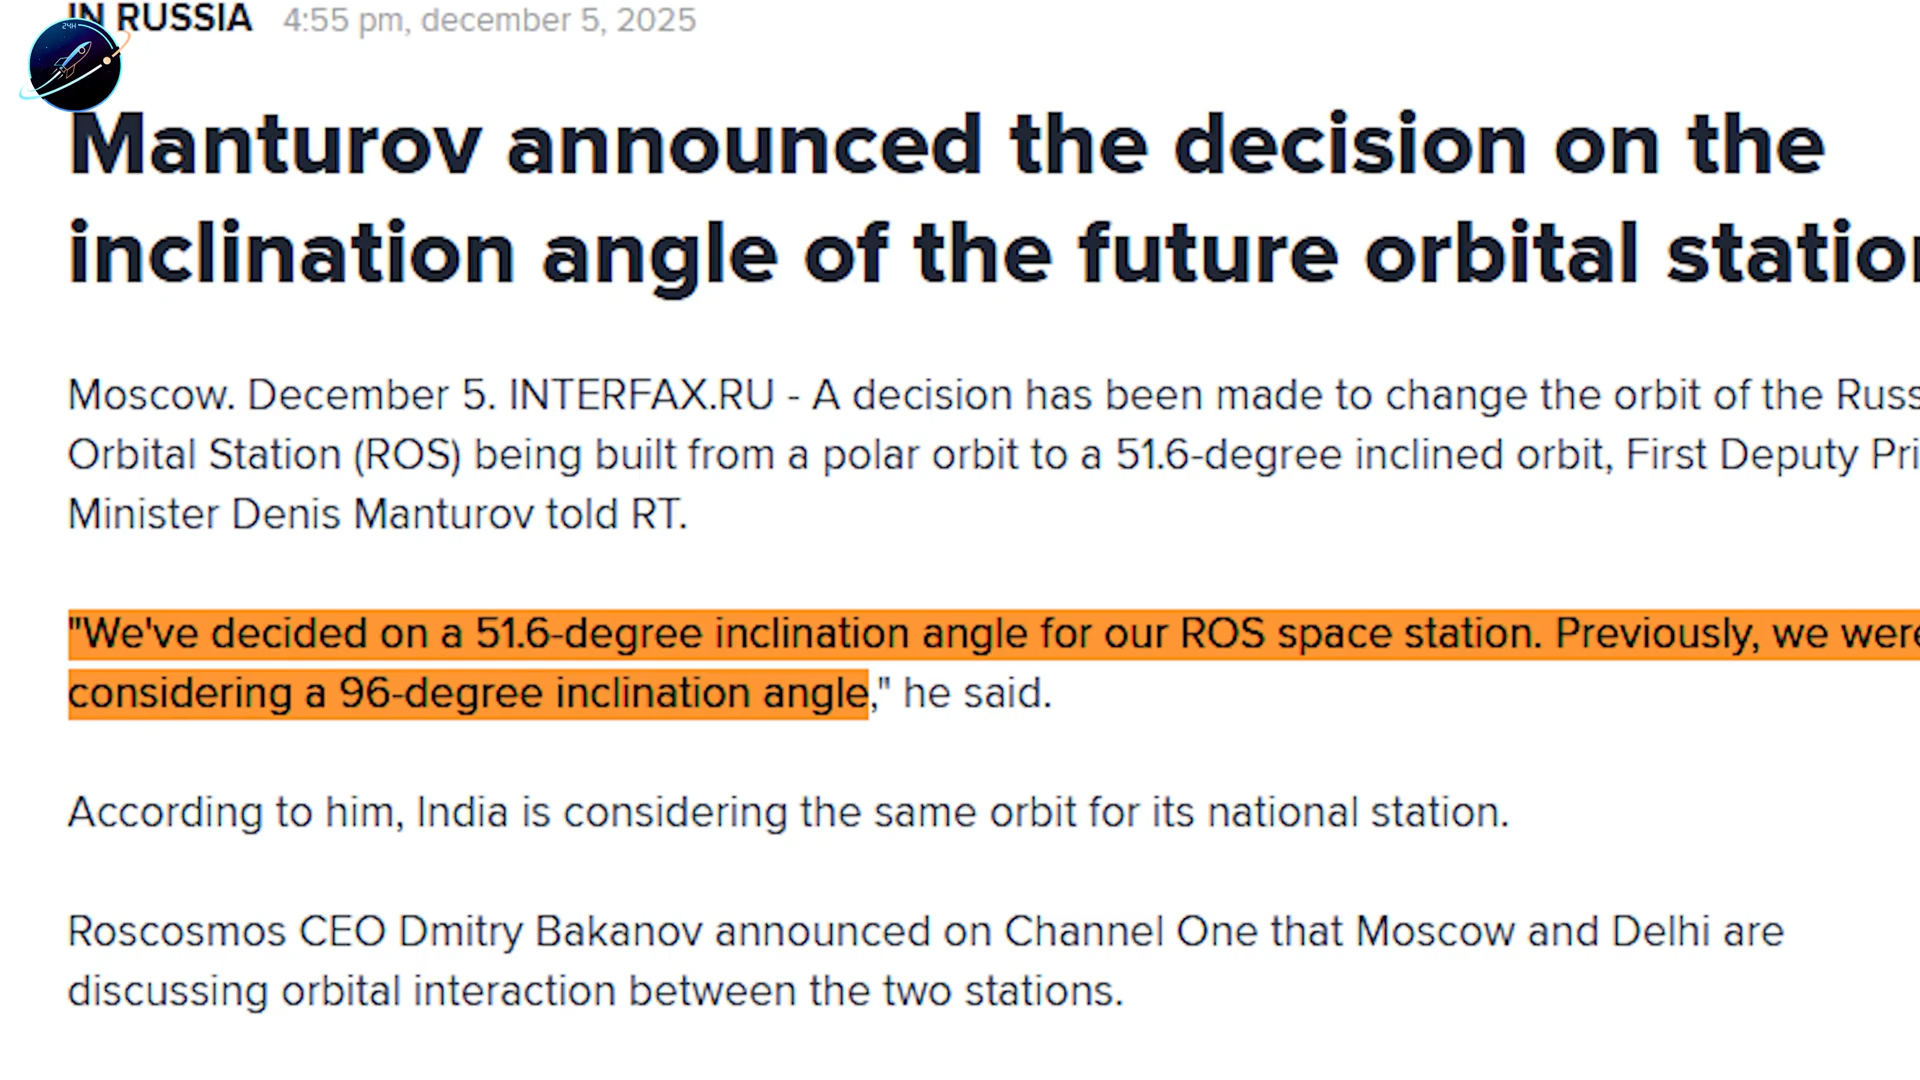 IN RUSSIA 4:55 pm, december 5, 2025
24H
Manturov announced the decision on the
inclination angle of the future orbital station
Moscow. December 5. INTERFAX.RU - A decision has been made to change the orbit of the Russ
Orbital Station (ROS) being built from a polar orbit to a 51.6-degree inclined orbit, First Deputy Pri
Minister Denis Manturov told RT.
"We've decided on a 51.6-degree inclination angle for our ROS space station. Previously, we were
considering a 96-degree inclination angle," he said.
According to him, India is considering the same orbit for its national station.
Roscosmos CEO Dmitry Bakanov announced on Channel One that Moscow and Delhi are
discussing orbital interaction between the two stations.